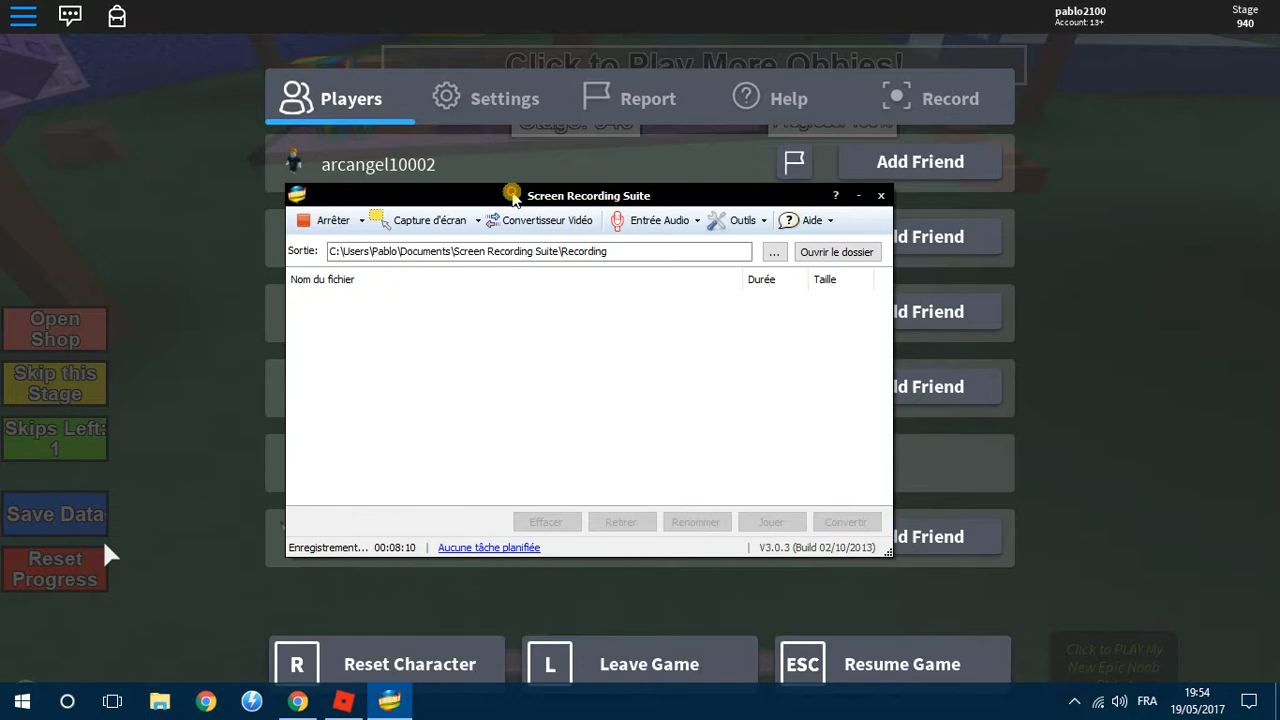 pablo2100
Account: 13+
Stage
940
Click to Play More Obbies!
Players
Settings
Report
Help
Record
arcangel10002
Add Friend
Screen Recording Suite
? - x
Arrêter
Capture d'écran
Convertisseur Vidéo
Entrée Audio
Outils
? Aide
Sortie:
C:\Users\Pablo\Documents\Screen Recording Suite\Recording
...
Ouvrir le dossier
Nom du fichier
Durée
Taille
Add Friend
dd Friend
dd Friend
dd Friend
Open
Shop
Skip this
Stage
Skips Left:
1
Save Data
Reset
Progress
Effacer
Retirer
Renommer
Jouer
Convertir
Enregistrement... 00:08:10
Aucune tâche planifiée
V3.0.3 (Build 02/10/2013)
R
Reset Character
L
Leave Game
ESC
Resume Game
Click to PLAY My
New Epic Noob
FRA
19:54
19/05/2017